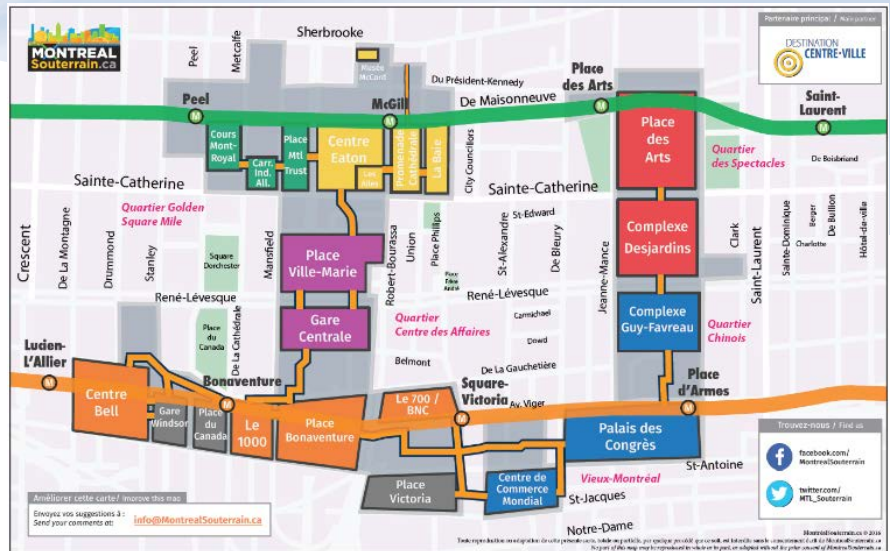 MONTREAL
Souterrain.ca
Partenaire principal / Main partner
DESTINATION
CENTRE-VILLE
Sherbrooke
Peel
Metcalfe
Musée
McCord
Du Président-Kennedy
De Maisonneuve
Peel
McGill
Place
des Arts
Saint-
Laurent
Cours
Mont-
Royal
Carr.
Ind.
All.
Place
Mtl
Trust
Centre
Eaton
Les Ailes
Promenade
Cathédrale
La Baie
City Councillors
Place
des
Arts
Quartier
des Spectacles
De Boisbriand
Sainte-Catherine
Sainte-Catherine
Quartier Golden
Square Mile
Crescent
De La Montagne
Drummond
Stanley
Square
Dorchester
Mansfield
Place
Ville-Marie
Robert-Bourassa
Union
Place Philips
St-Alexandre
St-Edward
De Bleury
Jeanne-Mance
Complexe
Desjardins
Clark
Saint-Laurent
Sainte-Dominique
Berger
Charlotte
De Bullion
Hôtel-de-ville
René-Lévesque
René-Lévesque
Place
du
Canada
De La Cathédrale
Gare
Centrale
Quartier
Centre des Affaires
Carmichael
Dowd
De La Gauchetière
Belmont
Complexe
Guy-Favreau
Quartier
Chinois
Lucien-
L'Allier
Bonaventure
Square-
Victoria
Av. Viger
Place
d'Armes
Centre
Bell
Gare
Windsor
Place
du
Canada
Le
1000
Place
Bonaventure
Le 700 /
BNC
Palais des
Congrès
Place
Victoria
Centre de
Commerce
Mondial
Vieux-Montréal
St-Antoine
St-Jacques
Notre-Dame
Trouvez-nous / Find us
facebook.com/
MontrealSouterrain
twitter.com/
MTL_Souterrain
Améliorer cette carte/ Improve this map
Envoyez vos suggestions à :
Send your comments at:
info@MontrealSouterrain.ca
MontréalSouterrain.ca © 2016